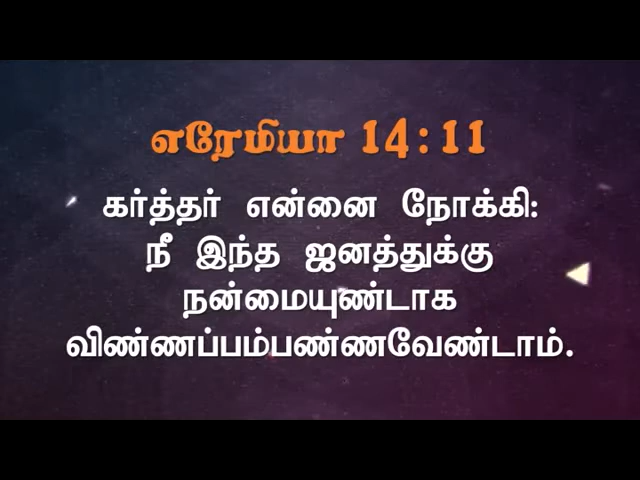 எரேமியா 14:11
கர்த்தர் என்னை நோக்கி:
நீ இந்த ஜனத்துக்கு
நன்மையுண்டாக
விண்ணப்பம்பண்ணவேண்டாம்.